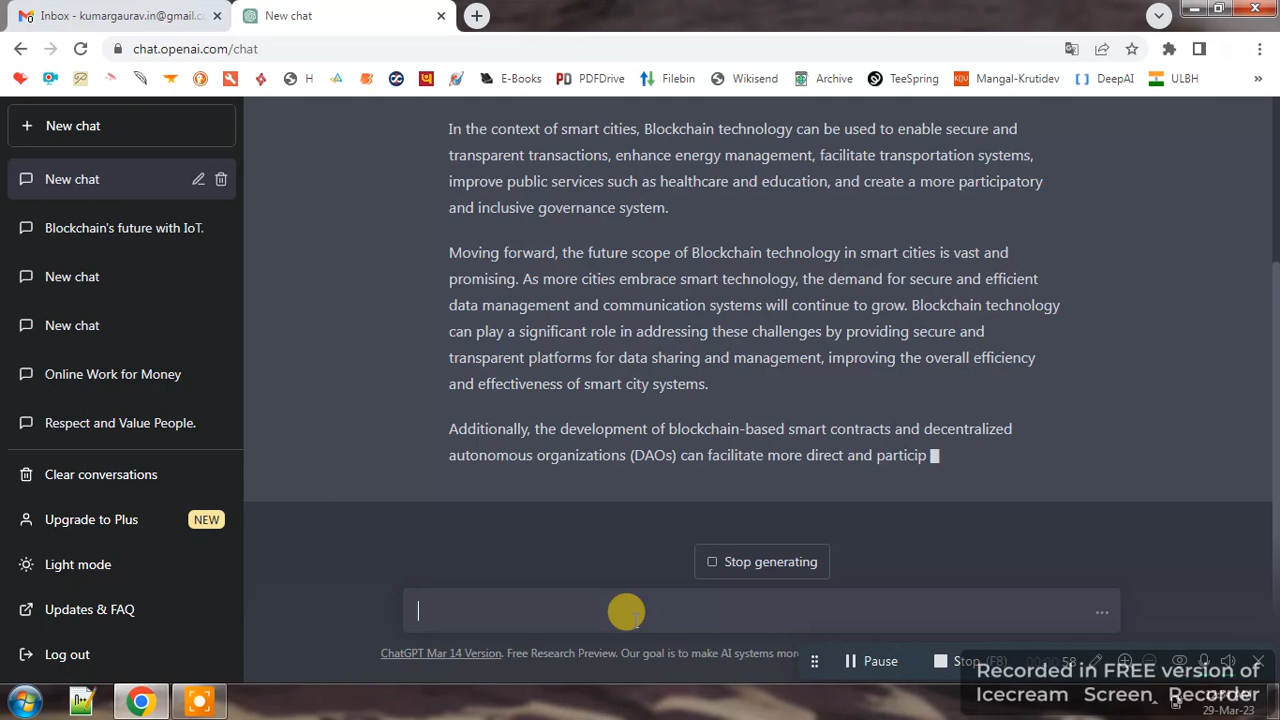 Inbox - kumargaurav.in@gmail.c
New chat
chat.openai.com/chat
H
E-Books
PDFDrive
Filebin
Wikisend
Archive
TeeSpring
Mangal-Krutidev
DeepAI
ULBH
»
New chat
New chat
Blockchain's future with IoT.
New chat
New chat
Online Work for Money
Respect and Value People.
Clear conversations
Upgrade to Plus NEW
Light mode
Updates & FAQ
Log out
In the context of smart cities, Blockchain technology can be used to enable secure and
transparent transactions, enhance energy management, facilitate transportation systems,
improve public services such as healthcare and education, and create a more participatory
and inclusive governance system.
Moving forward, the future scope of Blockchain technology in smart cities is vast and
promising. As more cities embrace smart technology, the demand for secure and efficient
data management and communication systems will continue to grow. Blockchain technology
can play a significant role in addressing these challenges by providing secure and
transparent platforms for data sharing and management, improving the overall efficiency
and effectiveness of smart city systems.
Additionally, the development of blockchain-based smart contracts and decentralized
autonomous organizations (DAOs) can facilitate more direct and particip
Stop generating
ChatGPT Mar 14 Version. Free Research Preview. Our goal is to make AI systems more
Pause
Stop (F8)
:58
Recorded in FREE version of
Icecream Screen Recorder
29-Mar-23